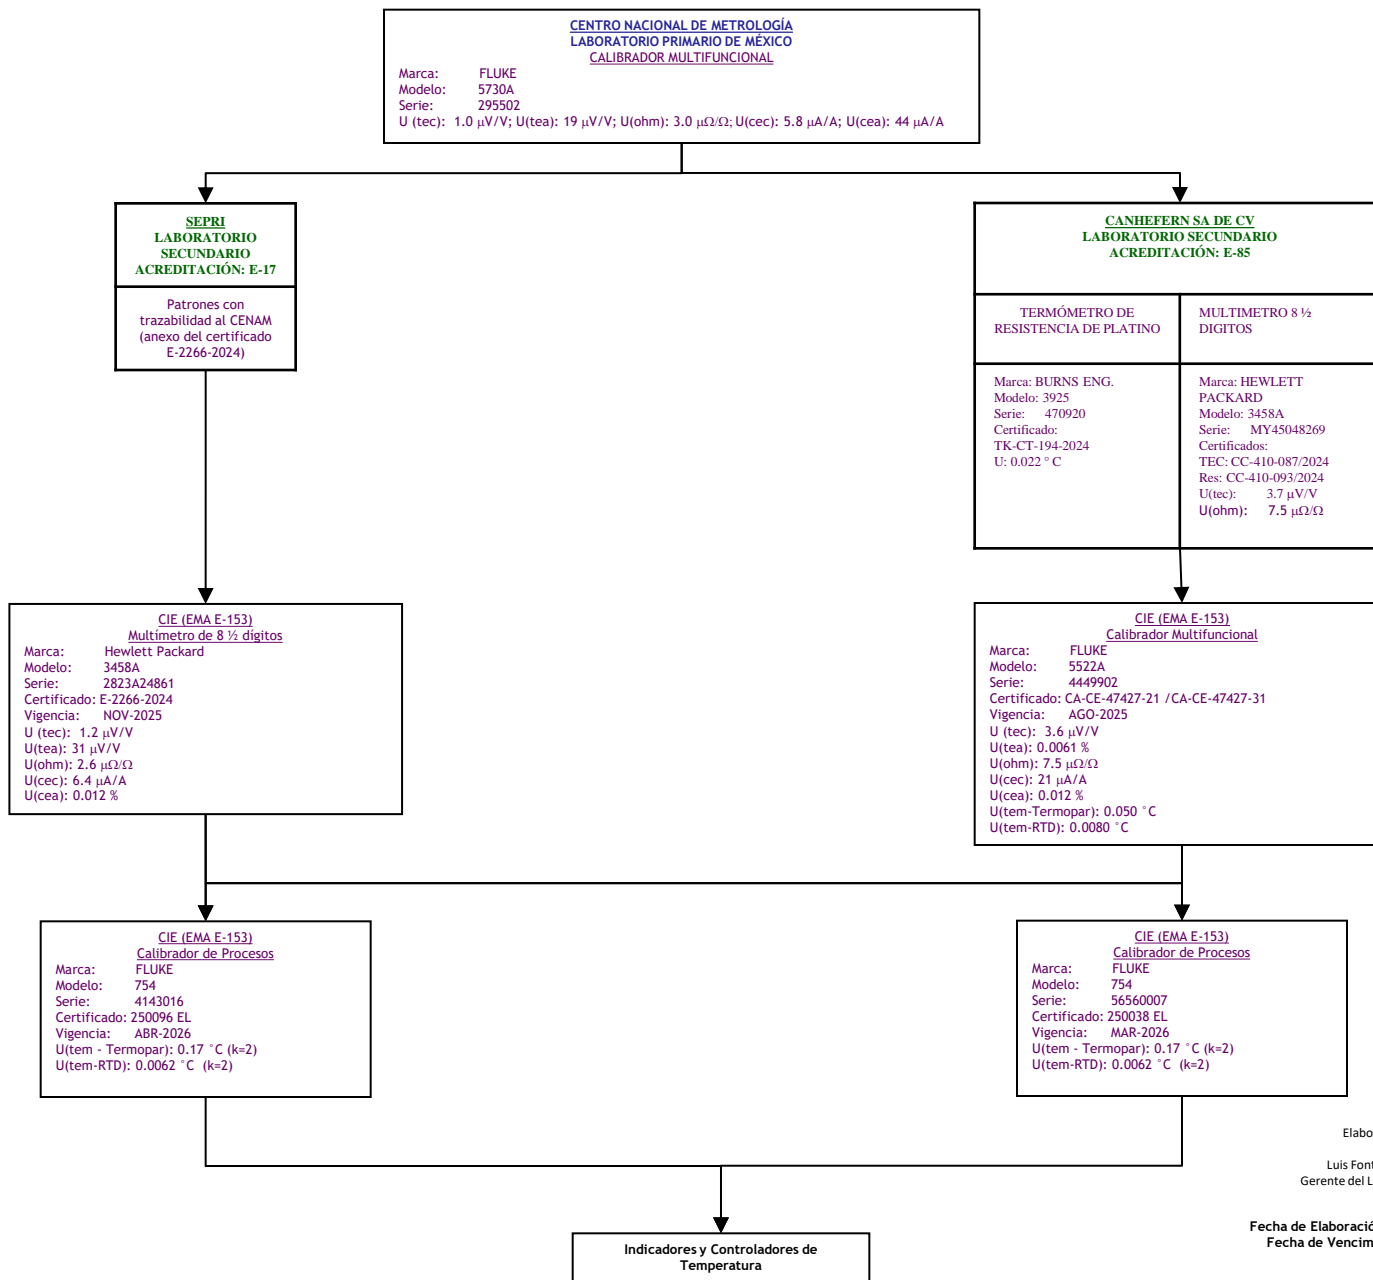 CENTRO NACIONAL DE METROLOGÍA
LABORATORIO PRIMARIO DE MÉXICO
CALIBRADOR MULTIFUNCIONAL
Marca: FLUKE
Modelo: 5730A
Serie: 295502
U (tec): 1.0 μV/V; U(tea): 19 μV/V; U(ohm): 3.0 μΩ/Ω; U(cec): 5.8 μA/A; U(cea): 44 μA/A
SEPRI
LABORATORIO
SECUNDARIO
ACREDITACIÓN: E-17
Patrones con
trazabilidad al CENAM
(anexo del certificado
E-2266-2024)
CANHEFERN SA DE CV
LABORATORIO SECUNDARIO
ACREDITACIÓN: E-85
TERMÓMETRO DE
RESISTENCIA DE PLATINO
MULTIMETRO 8 ½
DIGITOS
Marca: BURNS ENG.
Modelo: 3925
Serie: 470920
Certificado:
TK-CT-194-2024
U: 0.022 ° C
Marca: HEWLETT
PACKARD
Modelo: 3458A
Serie: MY45048269
Certificados:
TEC: CC-410-087/2024
Res: CC-410-093/2024
U(tec): 3.7 μV/V
U(ohm): 7.5 μΩ/Ω
CIE (EMA E-153)
Multímetro de 8 ½ dígitos
Marca: Hewlett Packard
Modelo: 3458A
Serie: 2823A24861
Certificado: E-2266-2024
Vigencia: NOV-2025
U (tec): 1.2 μV/V
U(tea): 31 μV/V
U(ohm): 2.6 μΩ/Ω
U(cec): 6.4 μA/A
U(cea): 0.012 %
CIE (EMA E-153)
Calibrador Multifuncional
Marca: FLUKE
Modelo: 5522A
Serie: 4449902
Certificado: CA-CE-47427-21 /CA-CE-47427-31
Vigencia: AGO-2025
U (tec): 3.6 μV/V
U(tea): 0.0061 %
U(ohm): 7.5 μΩ/Ω
U(cec): 21 μA/A
U(cea): 0.012 %
U(tem-Termopar): 0.050 °C
U(tem-RTD): 0.0080 °C
CIE (EMA E-153)
Calibrador de Procesos
Marca: FLUKE
Modelo: 754
Serie: 4143016
Certificado: 250096 EL
Vigencia: ABR-2026
U(tem - Termopar): 0.17 °C (k=2)
U(tem-RTD): 0.0062 °C (k=2)
CIE (EMA E-153)
Calibrador de Procesos
Marca: FLUKE
Modelo: 754
Serie: 56560007
Certificado: 250038 EL
Vigencia: MAR-2026
U(tem - Termopar): 0.17 °C (k=2)
U(tem-RTD): 0.0062 °C (k=2)
Elabo
Luis Font
Gerente del L
Fecha de Elaboració
Fecha de Vencim
Indicadores y Controladores de
Temperatura